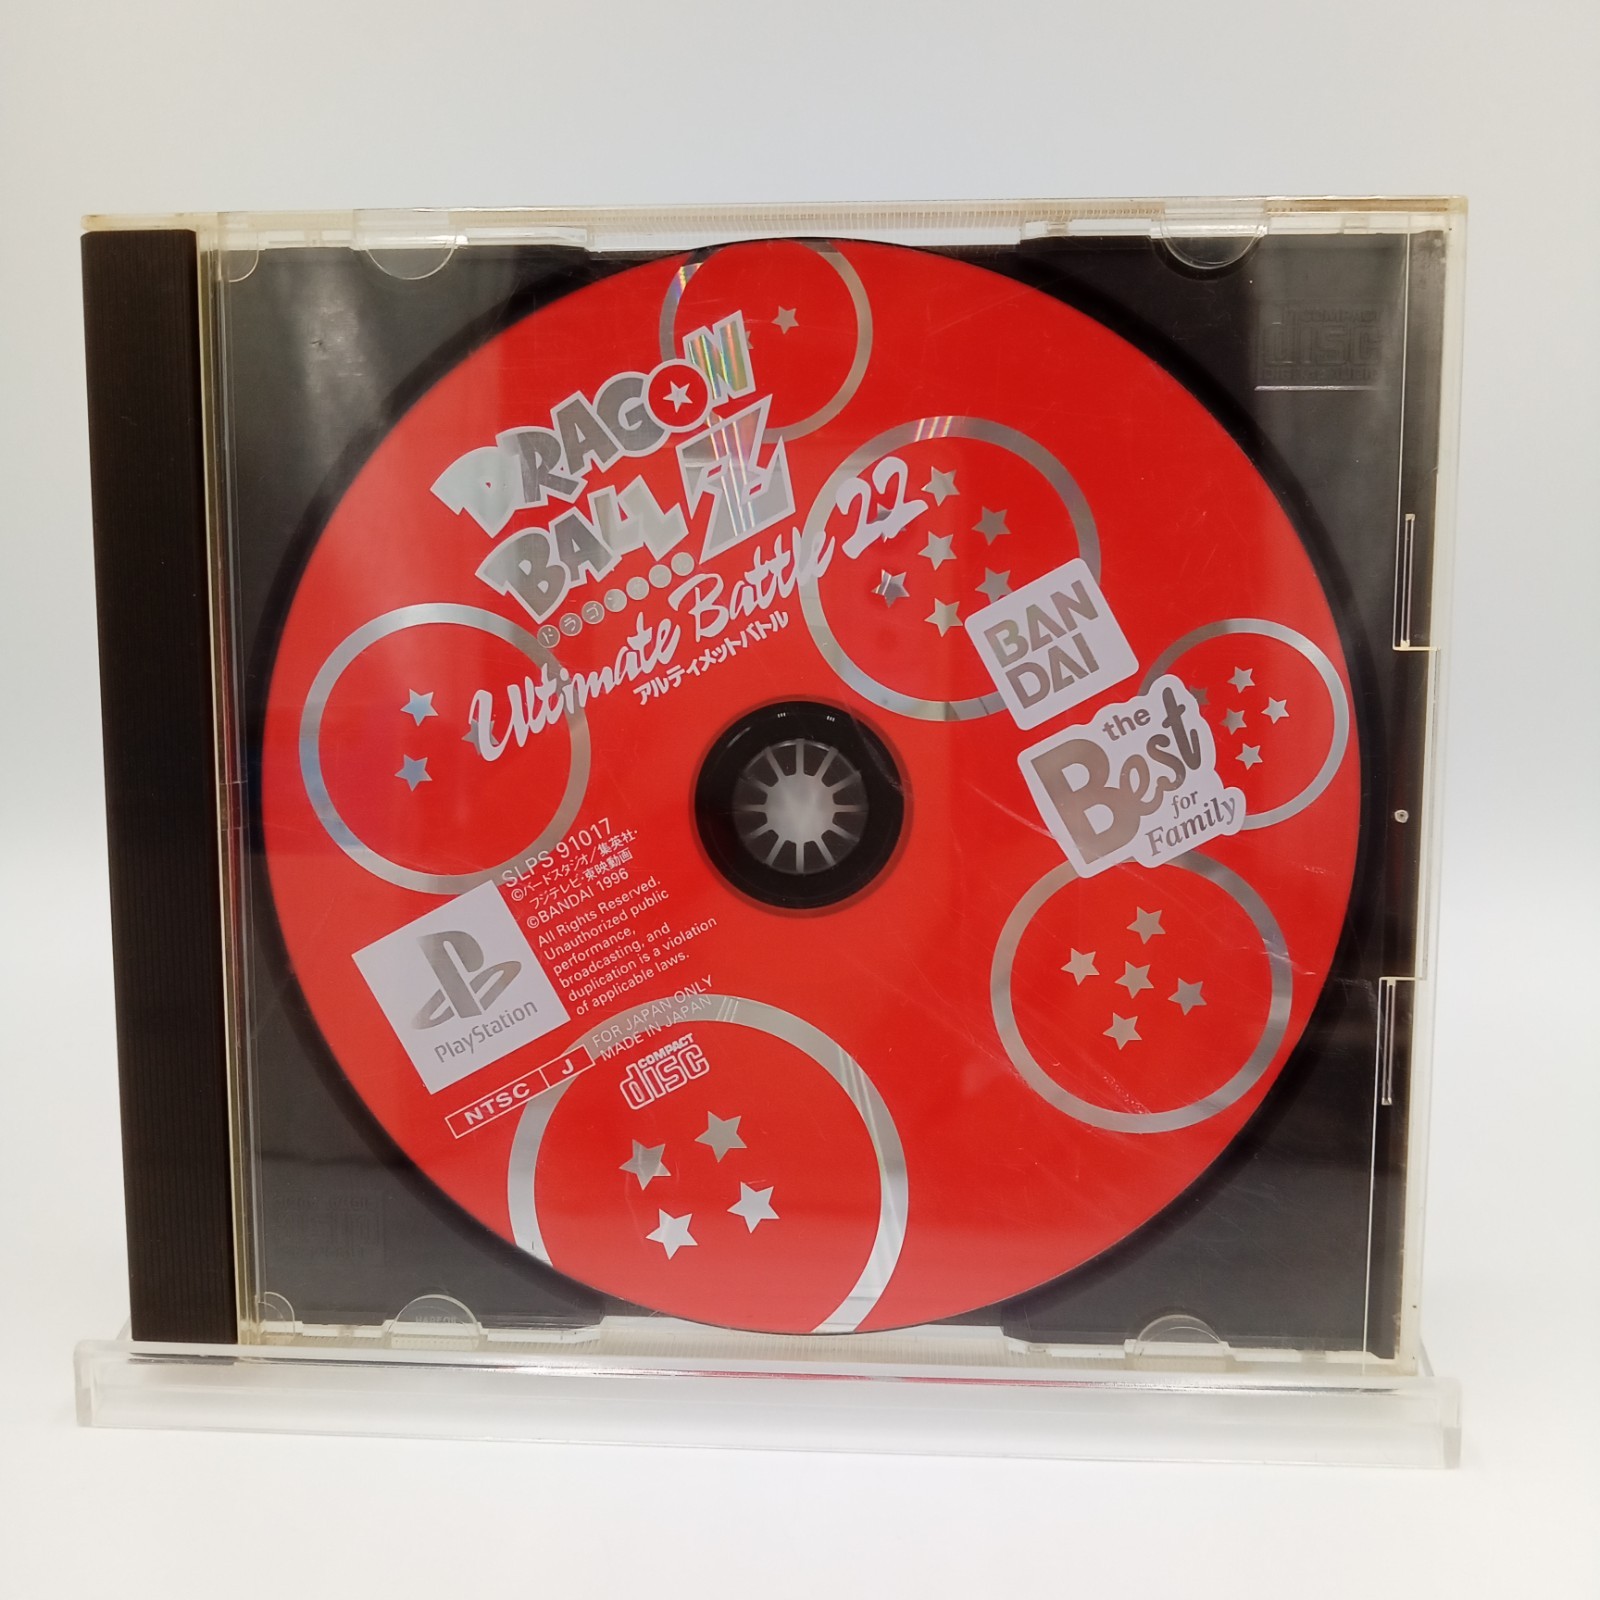 DRAGON
BALL Z
ドラゴンボール
Ultimate Battle 22
アルティメットバトル
BAN
DAI
the
Best
for
Family
SLPS 91017
©バードスタジオ/集英社・
フジテレビ・東映動画
©BANDAI 1996
All Rights Reserved.
Unauthorized public
performance,
broadcasting, and
duplication is a violation
of applicable laws.
PlayStation
NTSC J
FOR JAPAN ONLY
MADE IN JAPAN
COMPACT
disc
COMPACT
disc